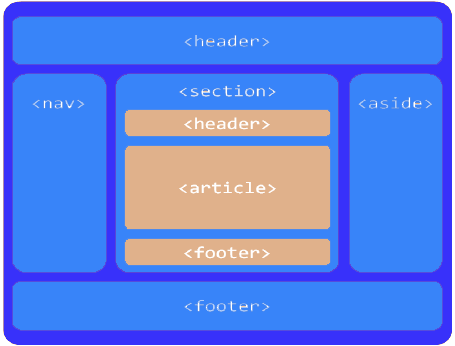 <header>
<nav>
<section>
<aside>
<header>
<article>
<footer>
<footer>